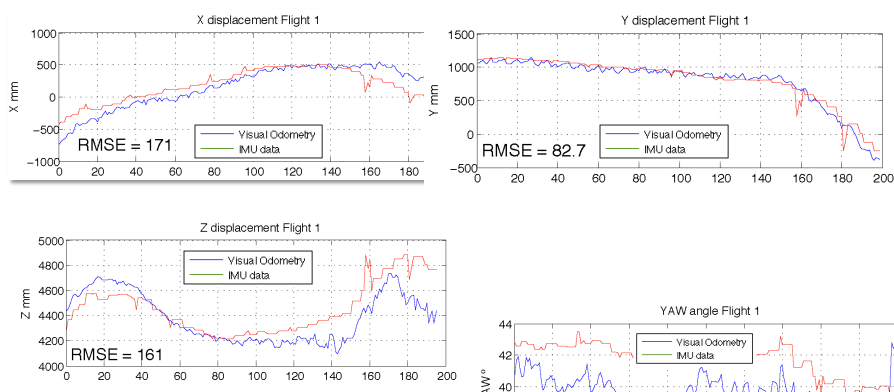 X displacement Flight 1
1000
500
0
−500
−1000
X mm
RMSE = 171
Visual Odometry
IMU data
0 20 40 60 80 100 120 140 160 180
Y displacement Flight 1
1500
1000
500
0
−500
Y mm
RMSE = 82.7
Visual Odometry
IMU data
0 20 40 60 80 100 120 140 160 180 200
Z displacement Flight 1
5000
4800
4600
4400
4200
4000
Z mm
RMSE = 161
Visual Odometry
IMU data
0 20 40 60 80 100 120 140 160 180 200
YAW angle Flight 1
44
42
40
AW º
Visual Odometry
IMU data